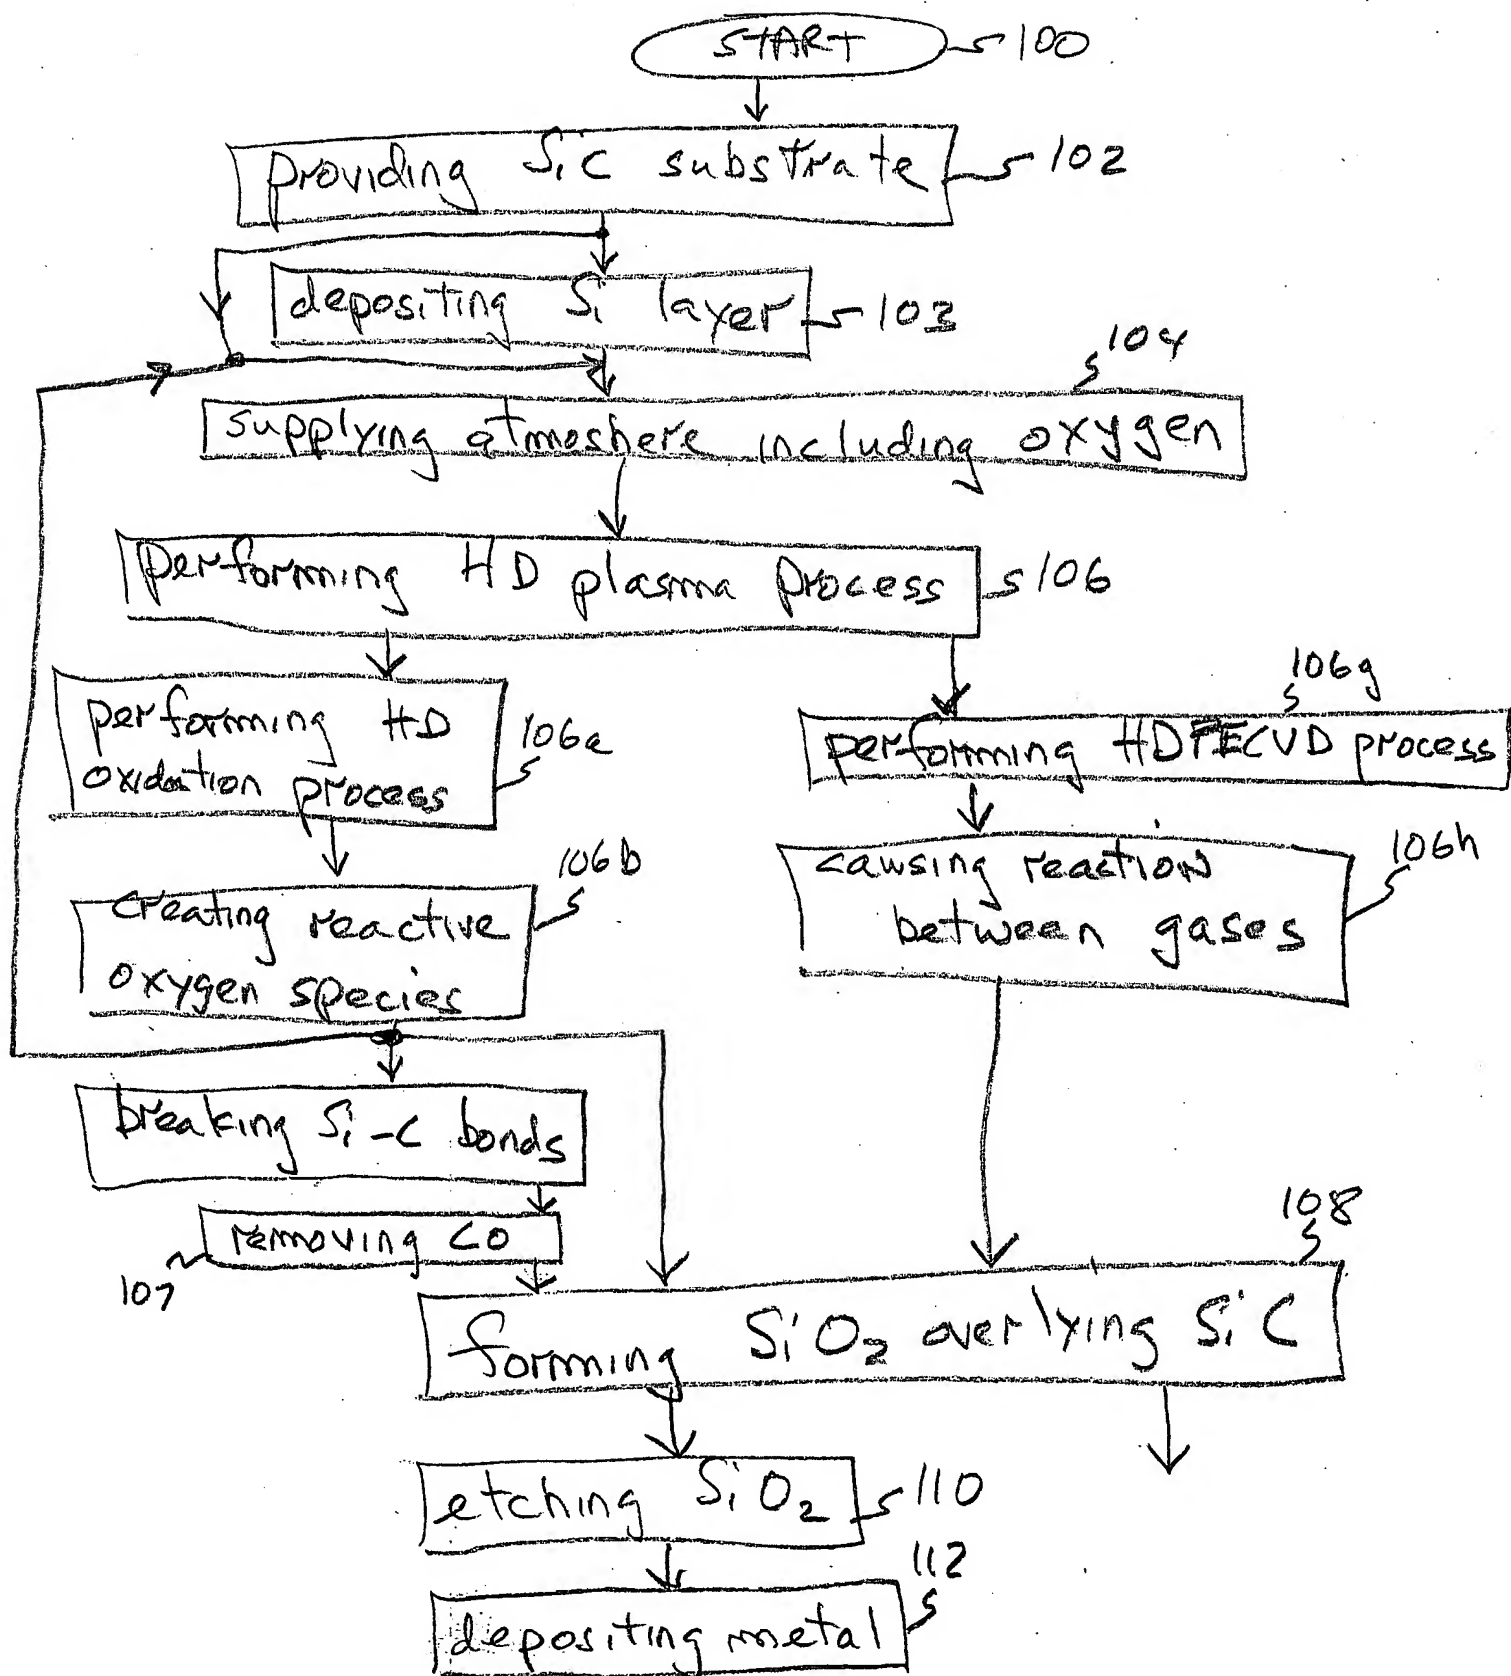 START 100
providing SiC substrate 102
depositing Si layer 103
104
supplying atmoshere including oxygen
performing HD plasma process 106
106g
performing HD
oxidation process
106a
performing HDPECVD process
106b
creating reactive
oxygen species
causing reaction
between gases
106h
breaking Si-C bonds
removing CO
107
108
forming SiO2 overlying SiC
etching SiO2 110
112
depositing metal